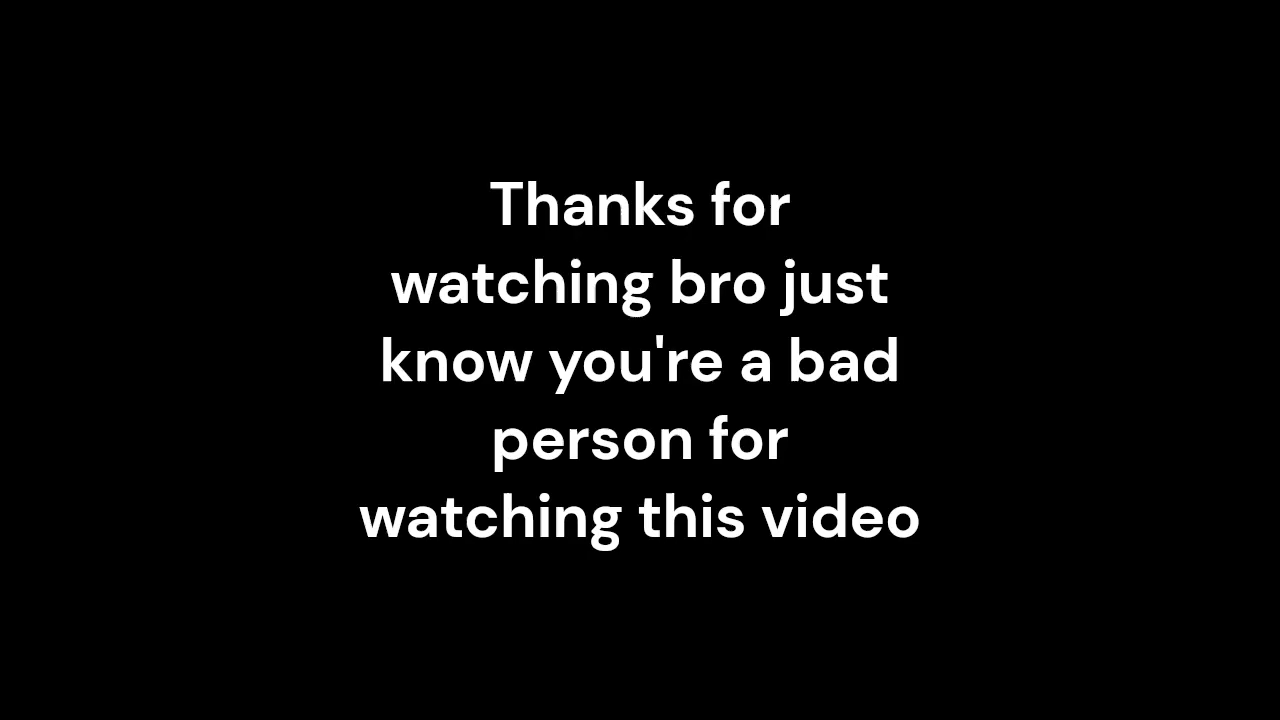 Thanks for
watching bro just
know you're a bad
person for
watching this video